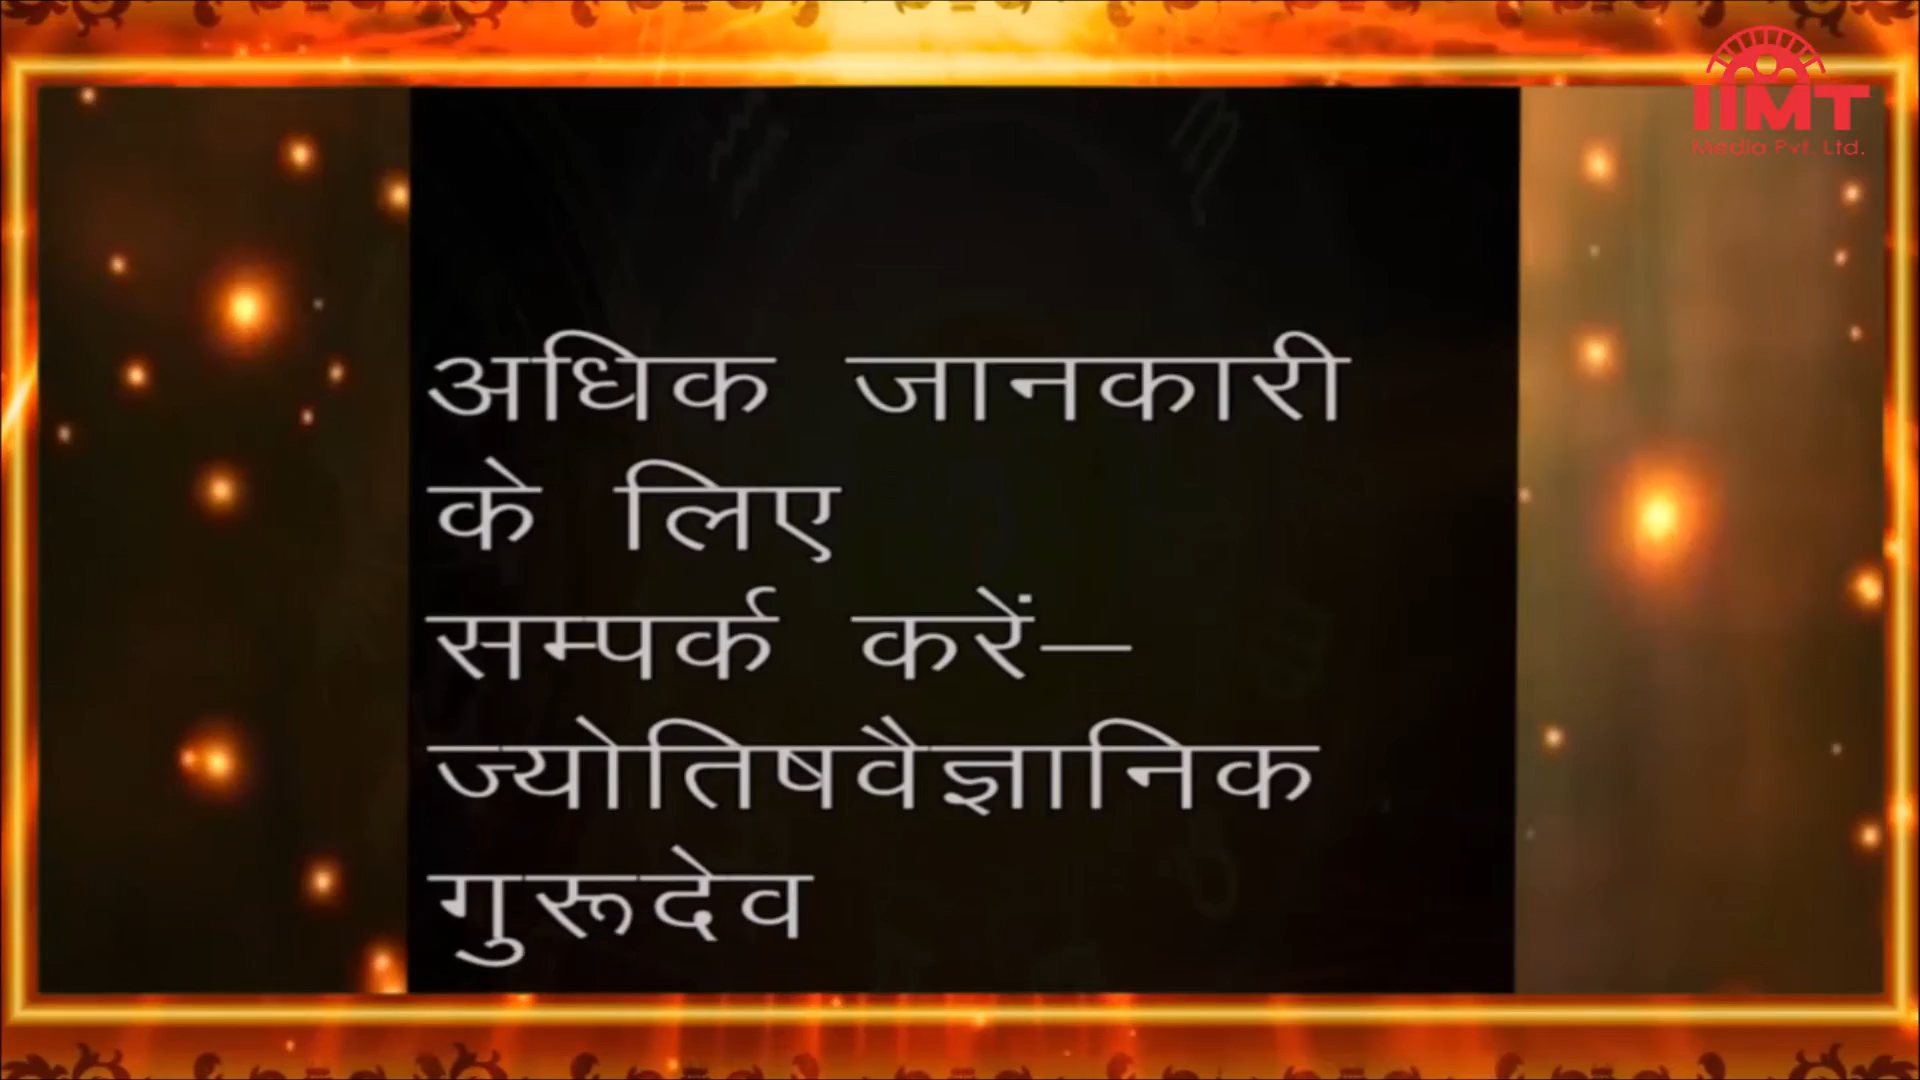 IIMT
Media Pvt. Ltd.
अधिक जानकारी
के लिए
सम्पर्क करें–
ज्योतिषवैज्ञानिक
गुरूदेव